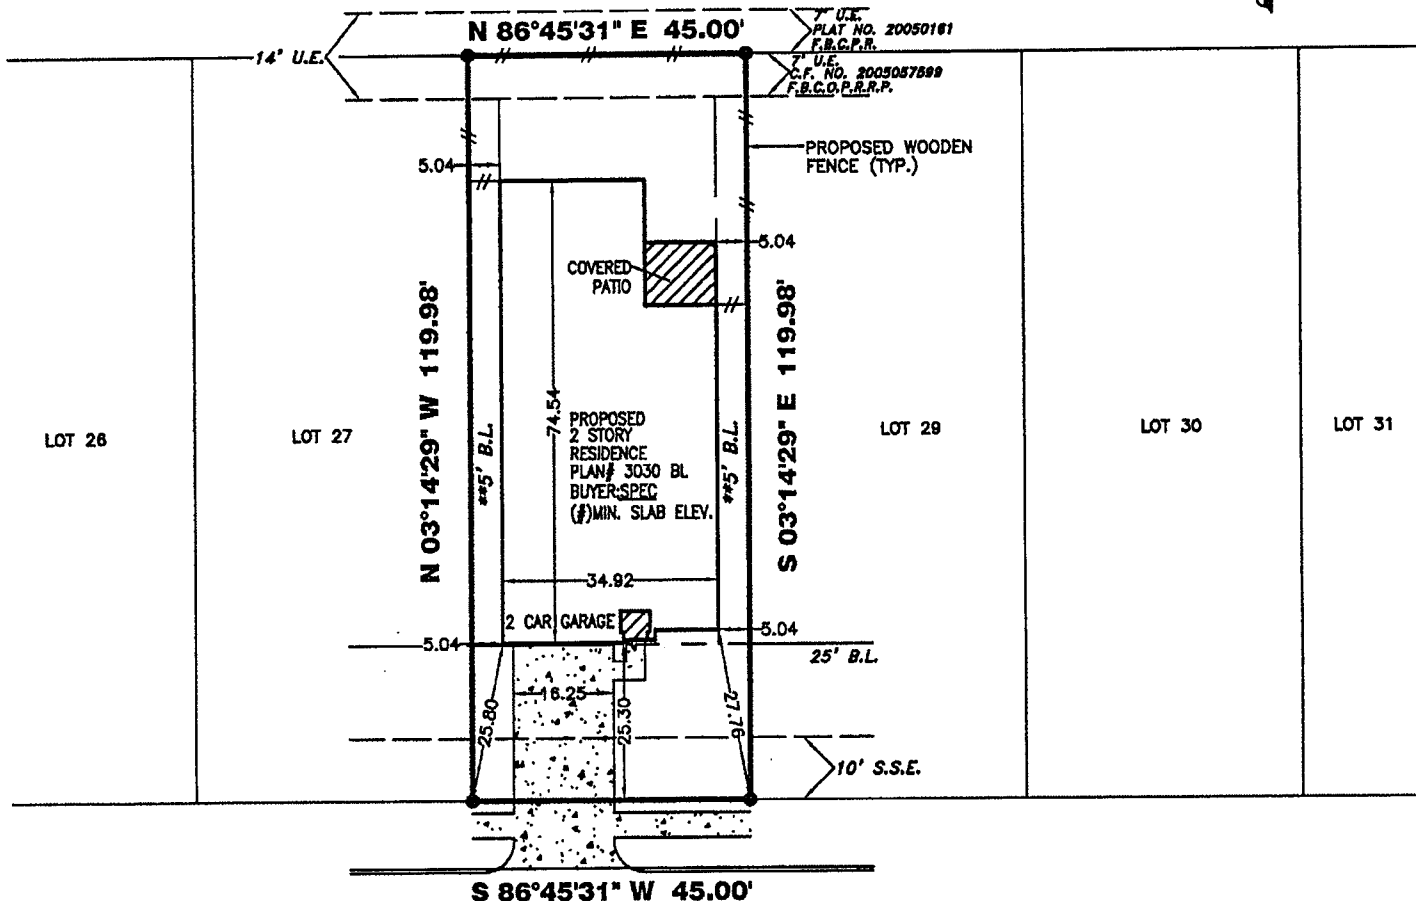 N 86°45'31" E 45.00'
7' U.E.
PLAT NO. 20050161
F.B.C.P.R.
14' U.E.
7' U.E.
C.F. NO. 2005057599
F.B.C.O.P.R.R.P.
PROPOSED WOODEN
FENCE (TYP.)
5.04
5.04
COVERED
PATIO
N 03°14'29" W 119.98'
S 03°14'29" E 119.98'
74.54
PROPOSED
2 STORY
RESIDENCE
PLAN# 3030 BL
BUYER:SPEC
(#)MIN. SLAB ELEV.
**5' B.L.
**5' B.L.
LOT 26
LOT 27
LOT 29
LOT 30
LOT 31
34.92
2 CAR GARAGE
5.04
5.04
25' B.L.
16.25
25.80
25.30
27.76
10' S.S.E.
S 86°45'31" W 45.00'